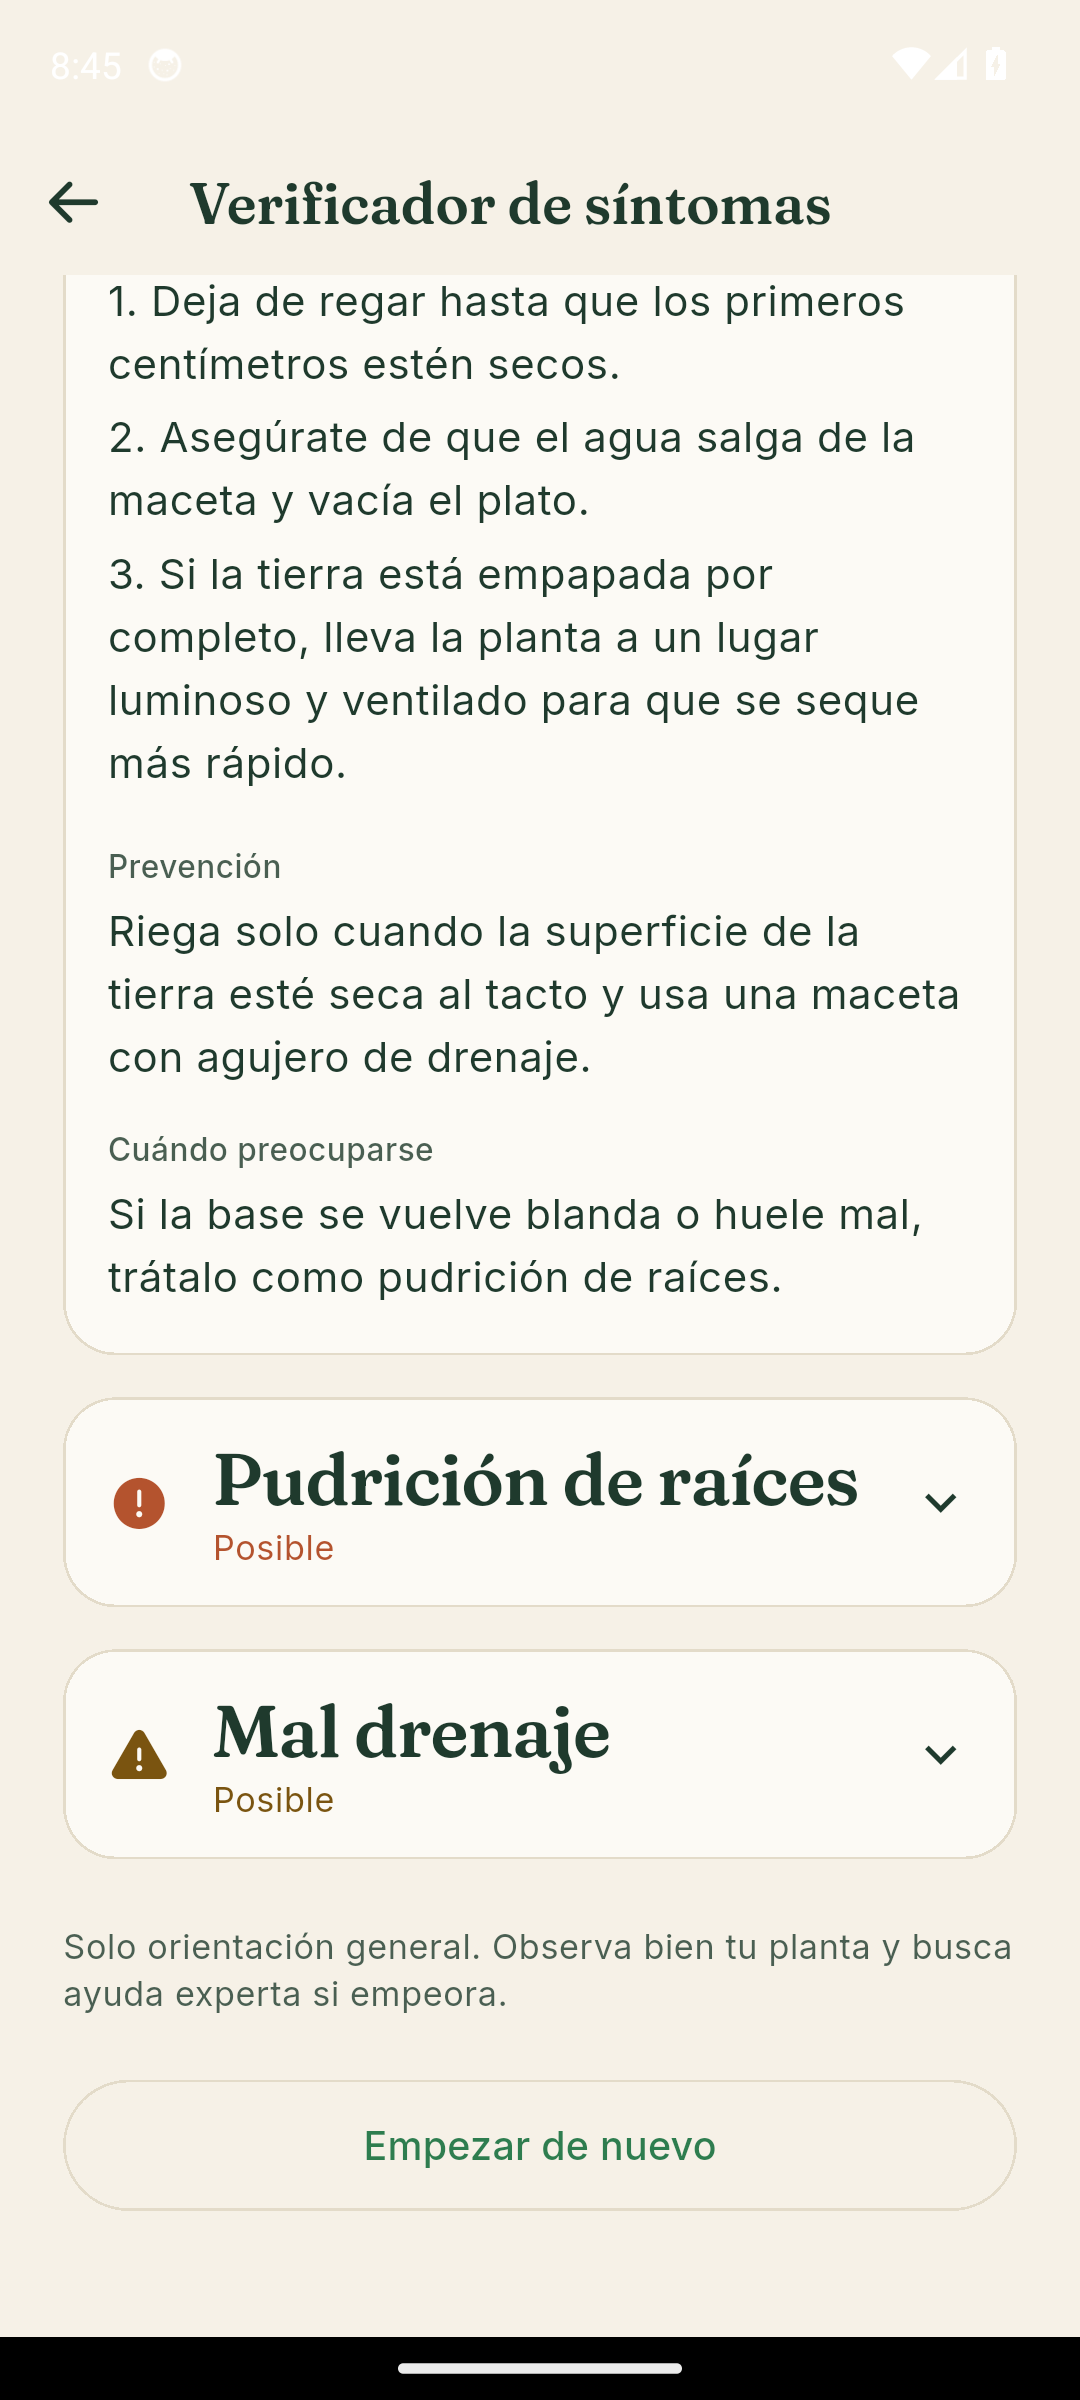 8:45
Verificador de síntomas
1. Deja de regar hasta que los primeros
centímetros estén secos.
2. Asegúrate de que el agua salga de la
maceta y vacía el plato.
3. Si la tierra está empapada por
completo, lleva la planta a un lugar
luminoso y ventilado para que se seque
más rápido.
Prevención
Riega solo cuando la superficie de la
tierra esté seca al tacto y usa una maceta
con agujero de drenaje.
Cuándo preocuparse
Si la base se vuelve blanda o huele mal,
trátalo como pudrición de raíces.
Pudrición de raíces
Posible
Mal drenaje
Posible
Solo orientación general. Observa bien tu planta y busca
ayuda experta si empeora.
Empezar de nuevo